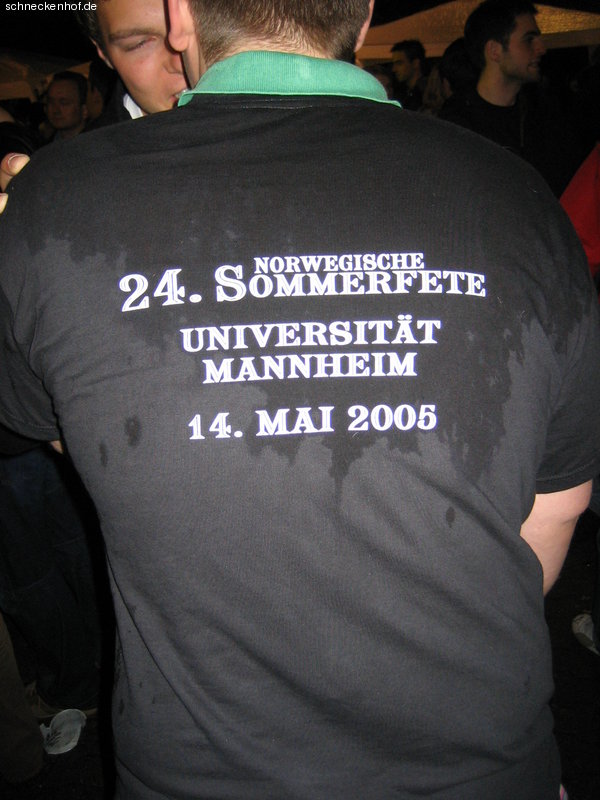 schneckenhof.de
24. NORWEGISCHE SOMMERFETE
UNIVERSITÄT
MANNHEIM
14. MAI 2005